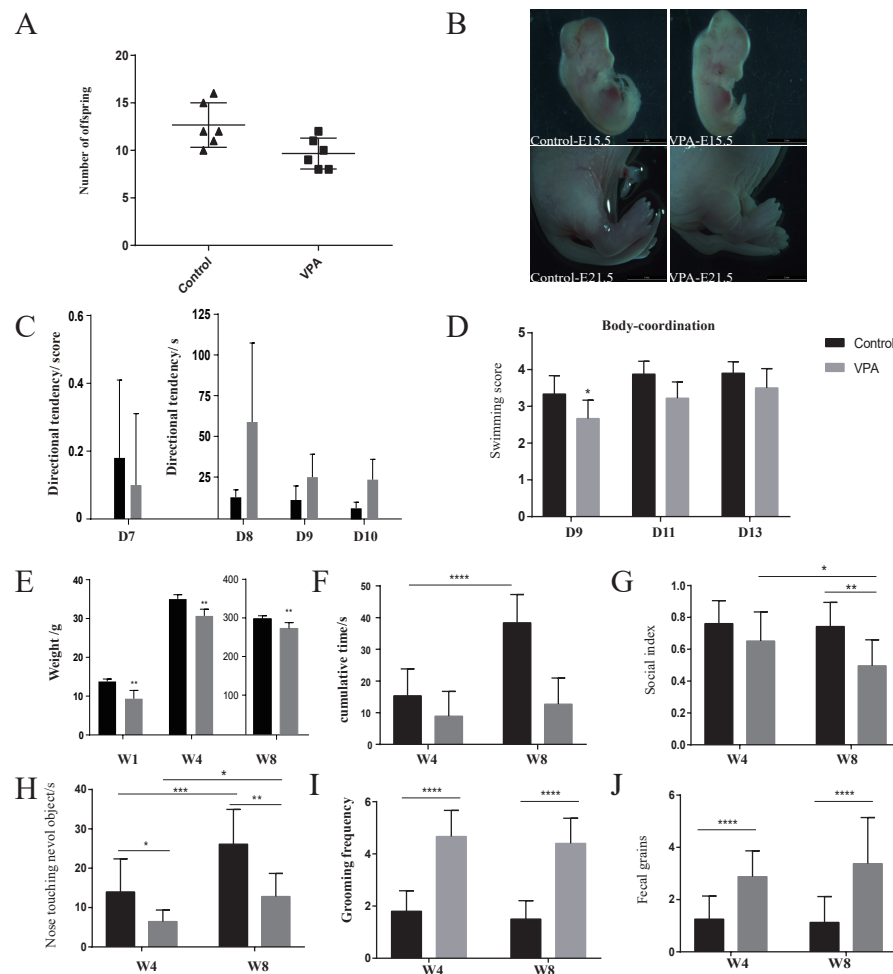 A
Number of offspring
20
15
10
5
0
Control
VPA
B
Control-E15.5
VPA-E15.5
Control-E21.5
VPA-E21.5
C
Directional tendency/ score
0.6
0.4
0.2
0
D7
Directional tendency/ s
125
100
75
50
25
D8
D9
D10
D
Body-coordination
Swimming score
5
4
3
2
1
0
*
D9
D11
D13
Control
VPA
E
Weight /g
40
30
20
10
0
400
300
200
100
**
**
**
W1
W4
W8
F
cumulative time/s
50
40
30
20
10
0
****
W4
W8
G
Social index
1.0
0.8
0.6
0.4
0.2
0.0
*
**
W4
W8
H
Nose touching nevol object/s
40
30
20
10
0
*
***
**
*
W4
W8
I
Grooming frequency
6
4
2
0
****
****
W4
W8
J
Fecal grains
6
4
2
0
****
****
W4
W8